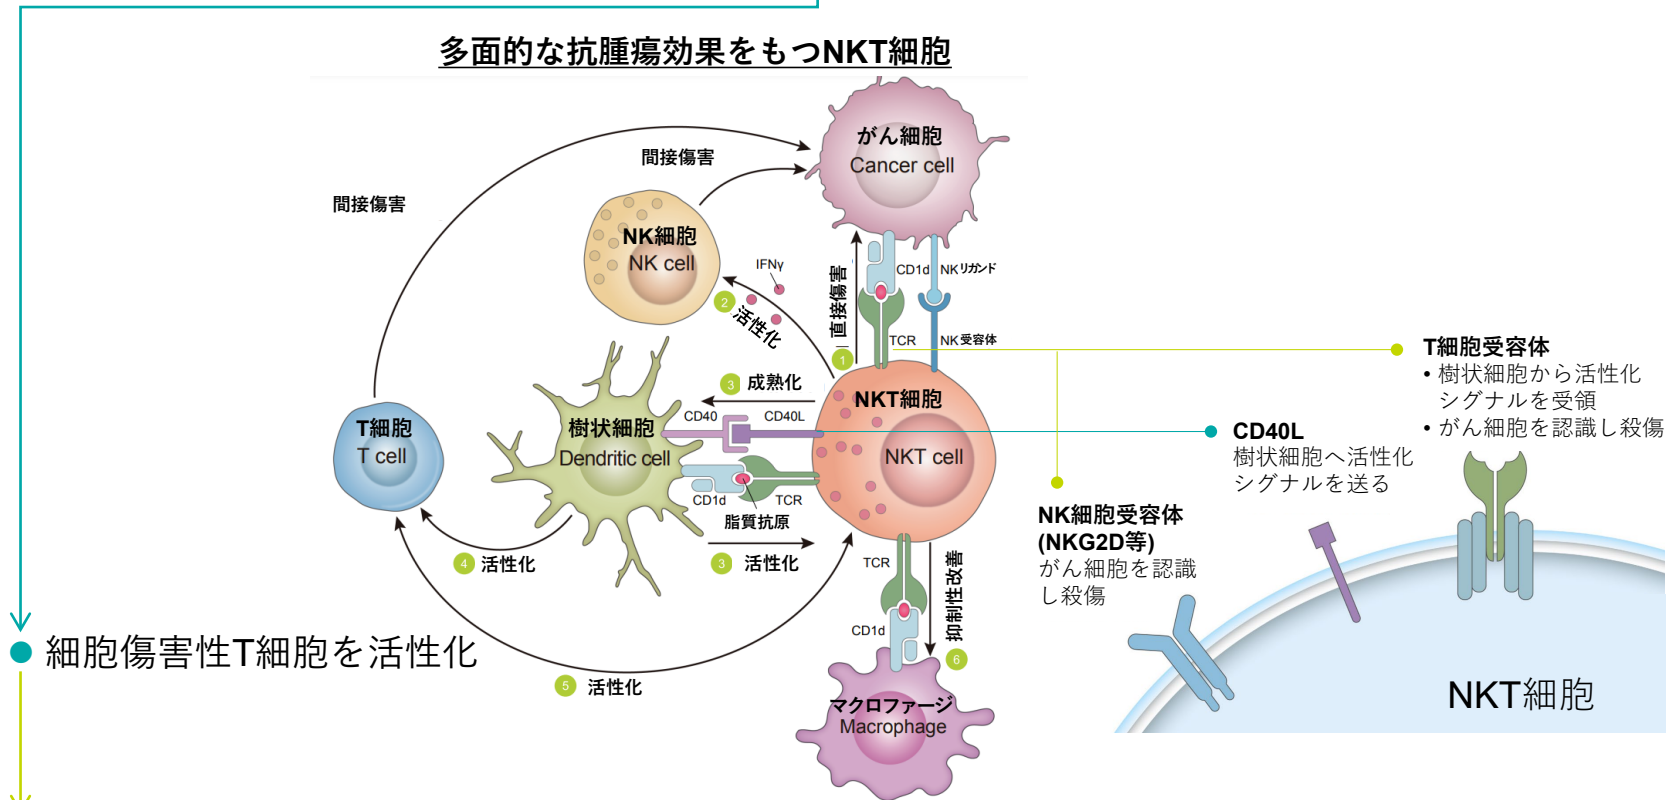 多面的な抗腫瘍効果をもつNKT細胞
がん細胞
Cancer cell
間接傷害
間接傷害
NK細胞
NK cell
IFNγ
2
活性化
直接傷害
1
CD1d
NKリガンド
TCR
NK受容体
3 成熟化
CD40
CD40L
NKT細胞
NKT cell
T細胞
T cell
樹状細胞
Dendritic cell
CD1d
TCR
脂質抗原
4 活性化
3 活性化
5 活性化
TCR
CD1d
抑制性改善
6
マクロファージ
Macrophage
細胞傷害性T細胞を活性化
T細胞受容体
• 樹状細胞から活性化
シグナルを受領
• がん細胞を認識し殺傷
CD40L
樹状細胞へ活性化
シグナルを送る
NK細胞受容体
(NKG2D等)
がん細胞を認識
し殺傷
NKT細胞